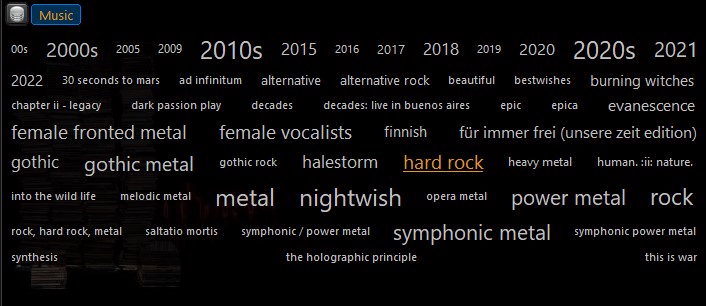 Music
00s 2000s 2005 2009 2010s 2015 2016 2017 2018 2019 2020 2020s 2021
2022 30 seconds to mars ad infinitum alternative alternative rock beautiful bestwishes burning witches
chapter ii - legacy dark passion play decades decades: live in buenos aires epic epica evanescence
female fronted metal female vocalists finnish für immer frei (unsere zeit edition)
gothic gothic metal gothic rock halestorm hard rock heavy metal human. :ii: nature.
into the wild life melodic metal metal nightwish opera metal power metal rock
rock, hard rock, metal saltatio mortis symphonic / power metal symphonic metal symphonic power metal
synthesis the holographic principle this is war